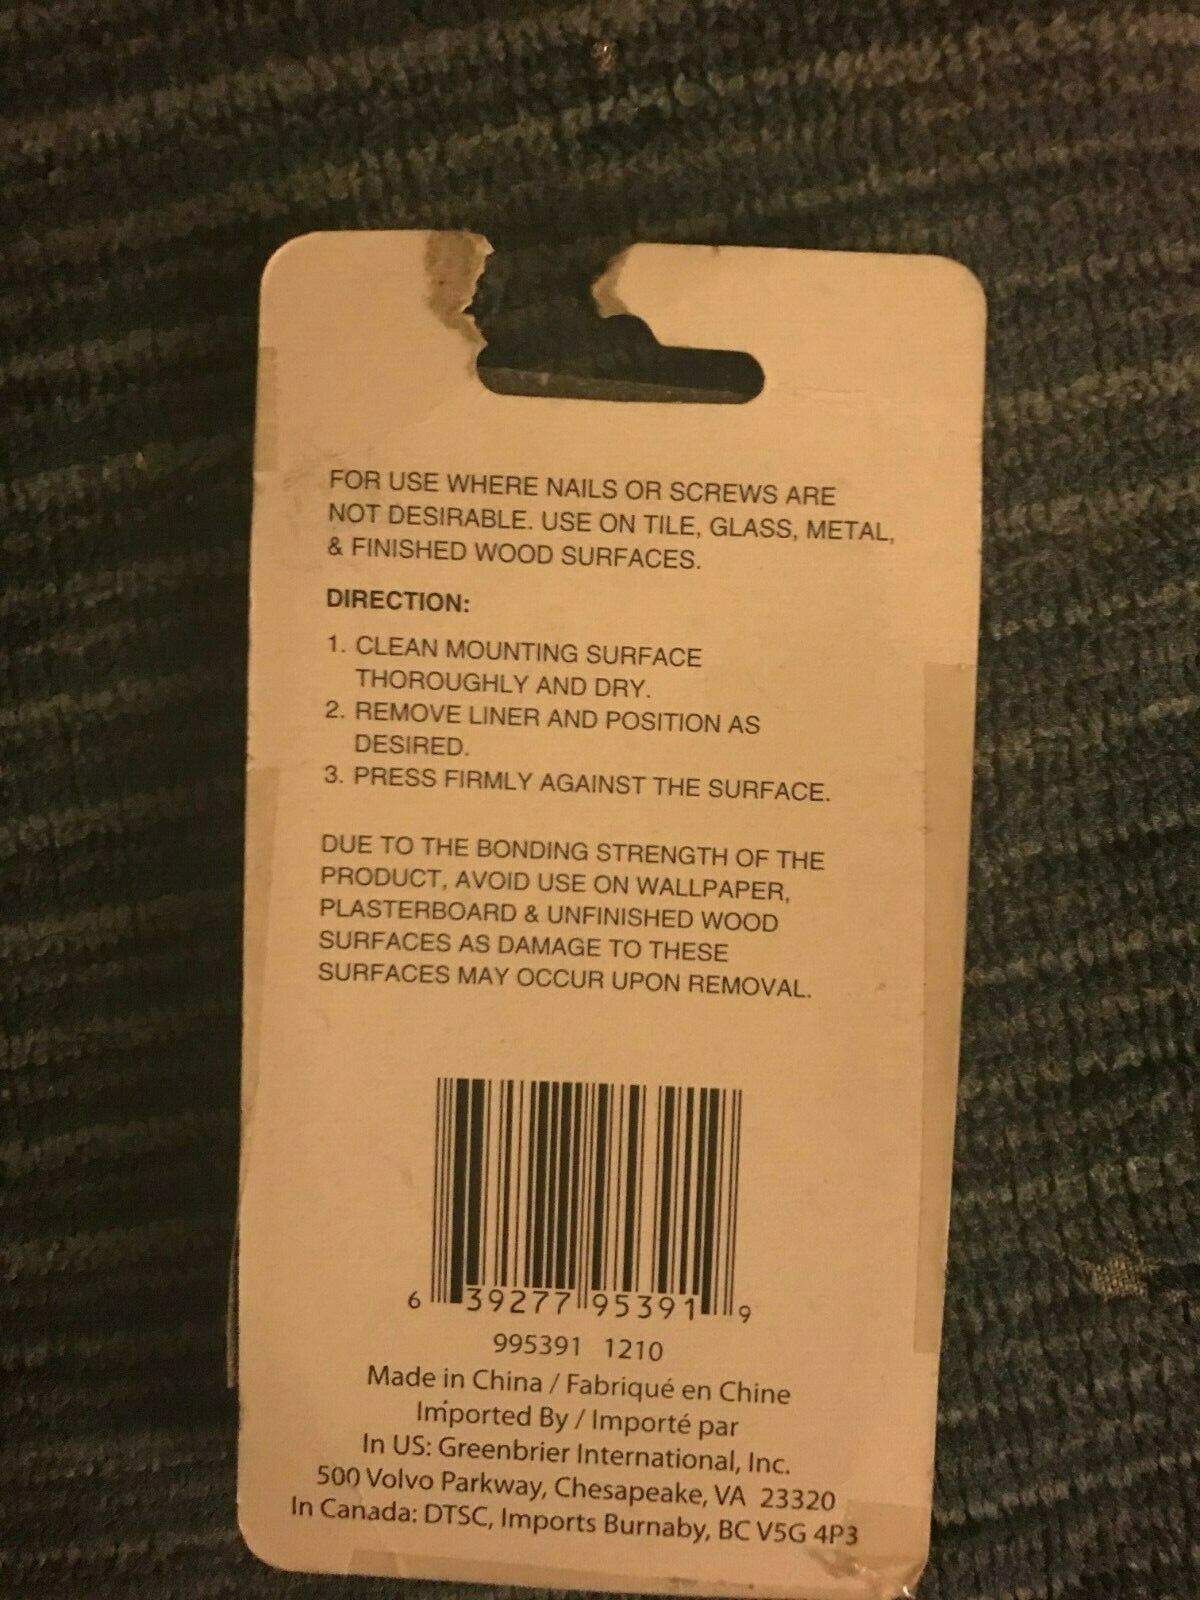 FOR USE WHERE NAILS OR SCREWS ARE
NOT DESIRABLE. USE ON TILE, GLASS, METAL,
& FINISHED WOOD SURFACES.
DIRECTION:
1. CLEAN MOUNTING SURFACE
THOROUGHLY AND DRY.
2. REMOVE LINER AND POSITION AS
DESIRED.
3. PRESS FIRMLY AGAINST THE SURFACE.
DUE TO THE BONDING STRENGTH OF THE
PRODUCT, AVOID USE ON WALLPAPER,
PLASTERBOARD & UNFINISHED WOOD
SURFACES AS DAMAGE TO THESE
SURFACES MAY OCCUR UPON REMOVAL.
6 39277 95391 9
995391 1210
Made in China / Fabriqué en Chine
Imported By / Importé par
In US: Greenbrier International, Inc.
500 Volvo Parkway, Chesapeake, VA 23320
In Canada: DTSC, Imports Burnaby, BC V5G 4P3